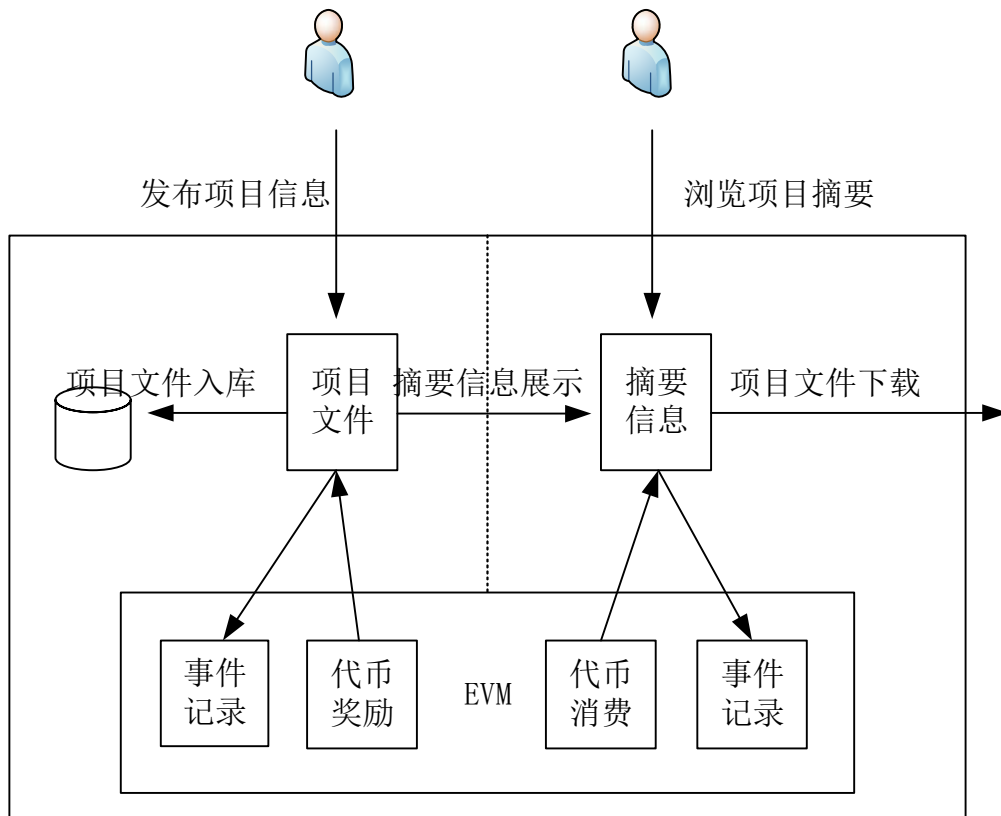 发布项目信息
浏览项目摘要
项目文件入库
项目
文件
摘要信息展示
摘要
信息
项目文件下载
事件
记录
代币
奖励
EVM
代币
消费
事件
记录